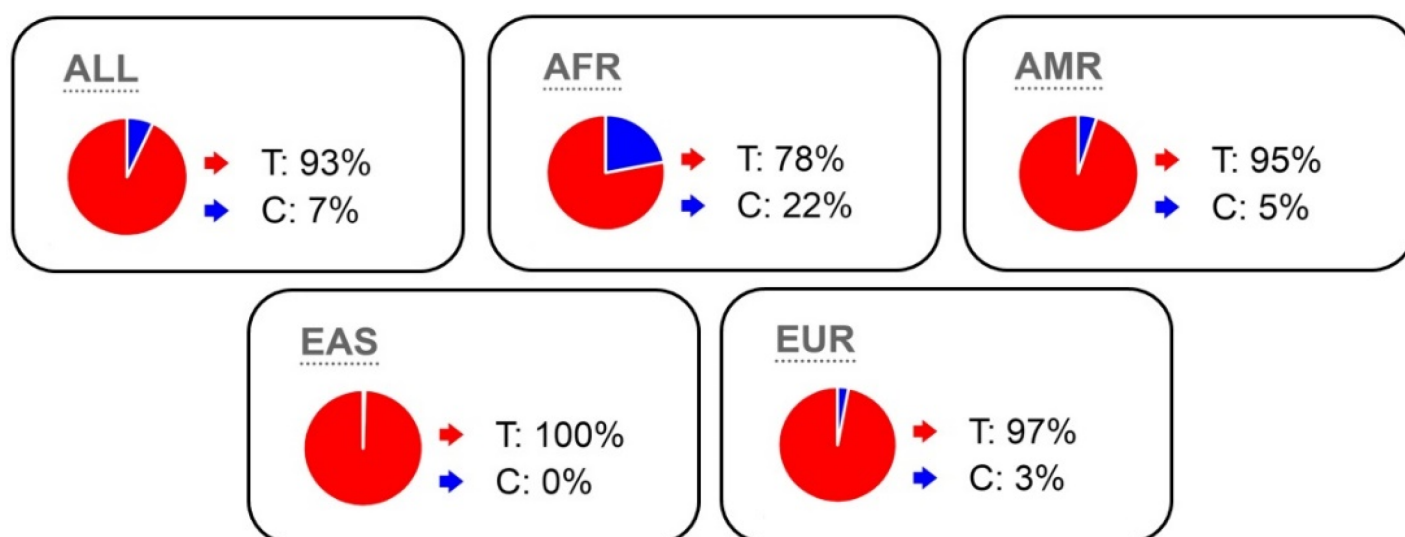 ALL
T: 93%
C: 7%
AFR
T: 78%
C: 22%
AMR
T: 95%
C: 5%
EAS
T: 100%
C: 0%
EUR
T: 97%
C: 3%